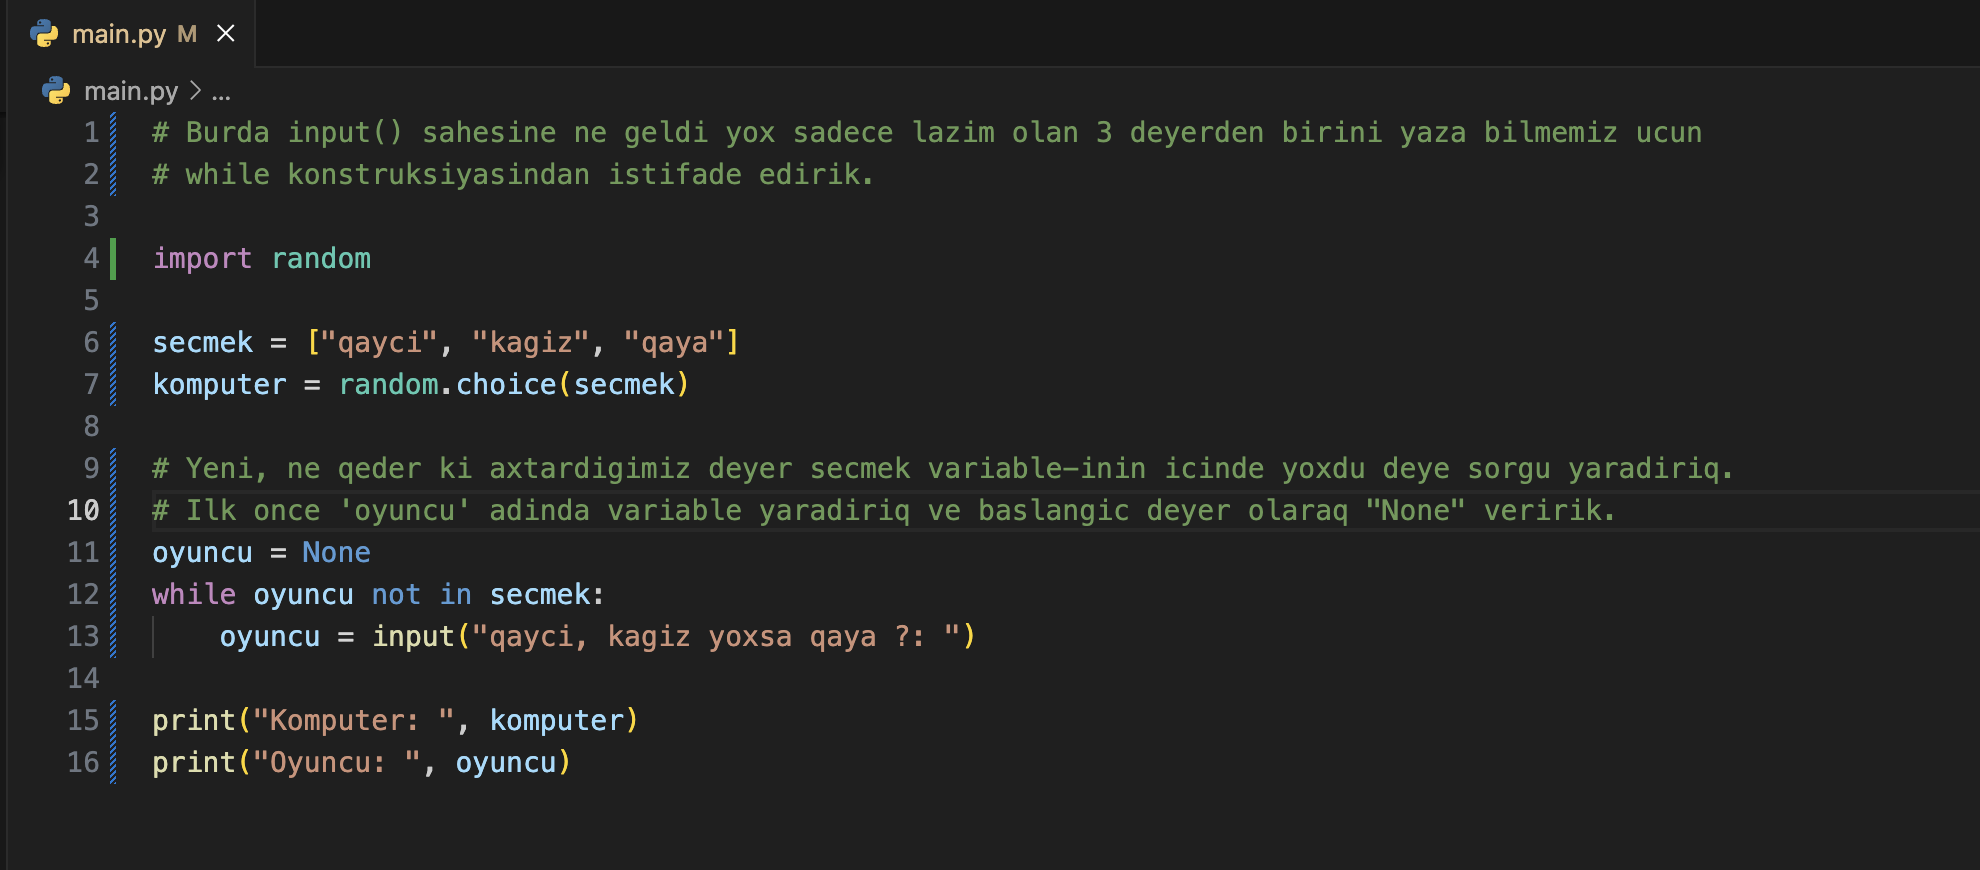 main.py M
main.py > ...
1 # Burda input() sahesine ne geldi yox sadece lazim olan 3 deyerden birini yaza bilmemiz ucun
2 # while konstruksiyasindan istifade edirik.
3
4 import random
5
6 secmek = ["qayci", "kagiz", "qaya"]
7 komputer = random.choice(secmek)
8
9 # Yeni, ne qeder ki axtardigimiz deyer secmek variable-inin icinde yoxdu deye sorgu yaradiriq.
10 # Ilk once 'oyuncu' adinda variable yaradiriq ve baslangic deyer olaraq "None" veririk.
11 oyuncu = None
12 while oyuncu not in secmek:
13     oyuncu = input("qayci, kagiz yoxsa qaya ?: ")
14
15 print("Komputer: ", komputer)
16 print("Oyuncu: ", oyuncu)